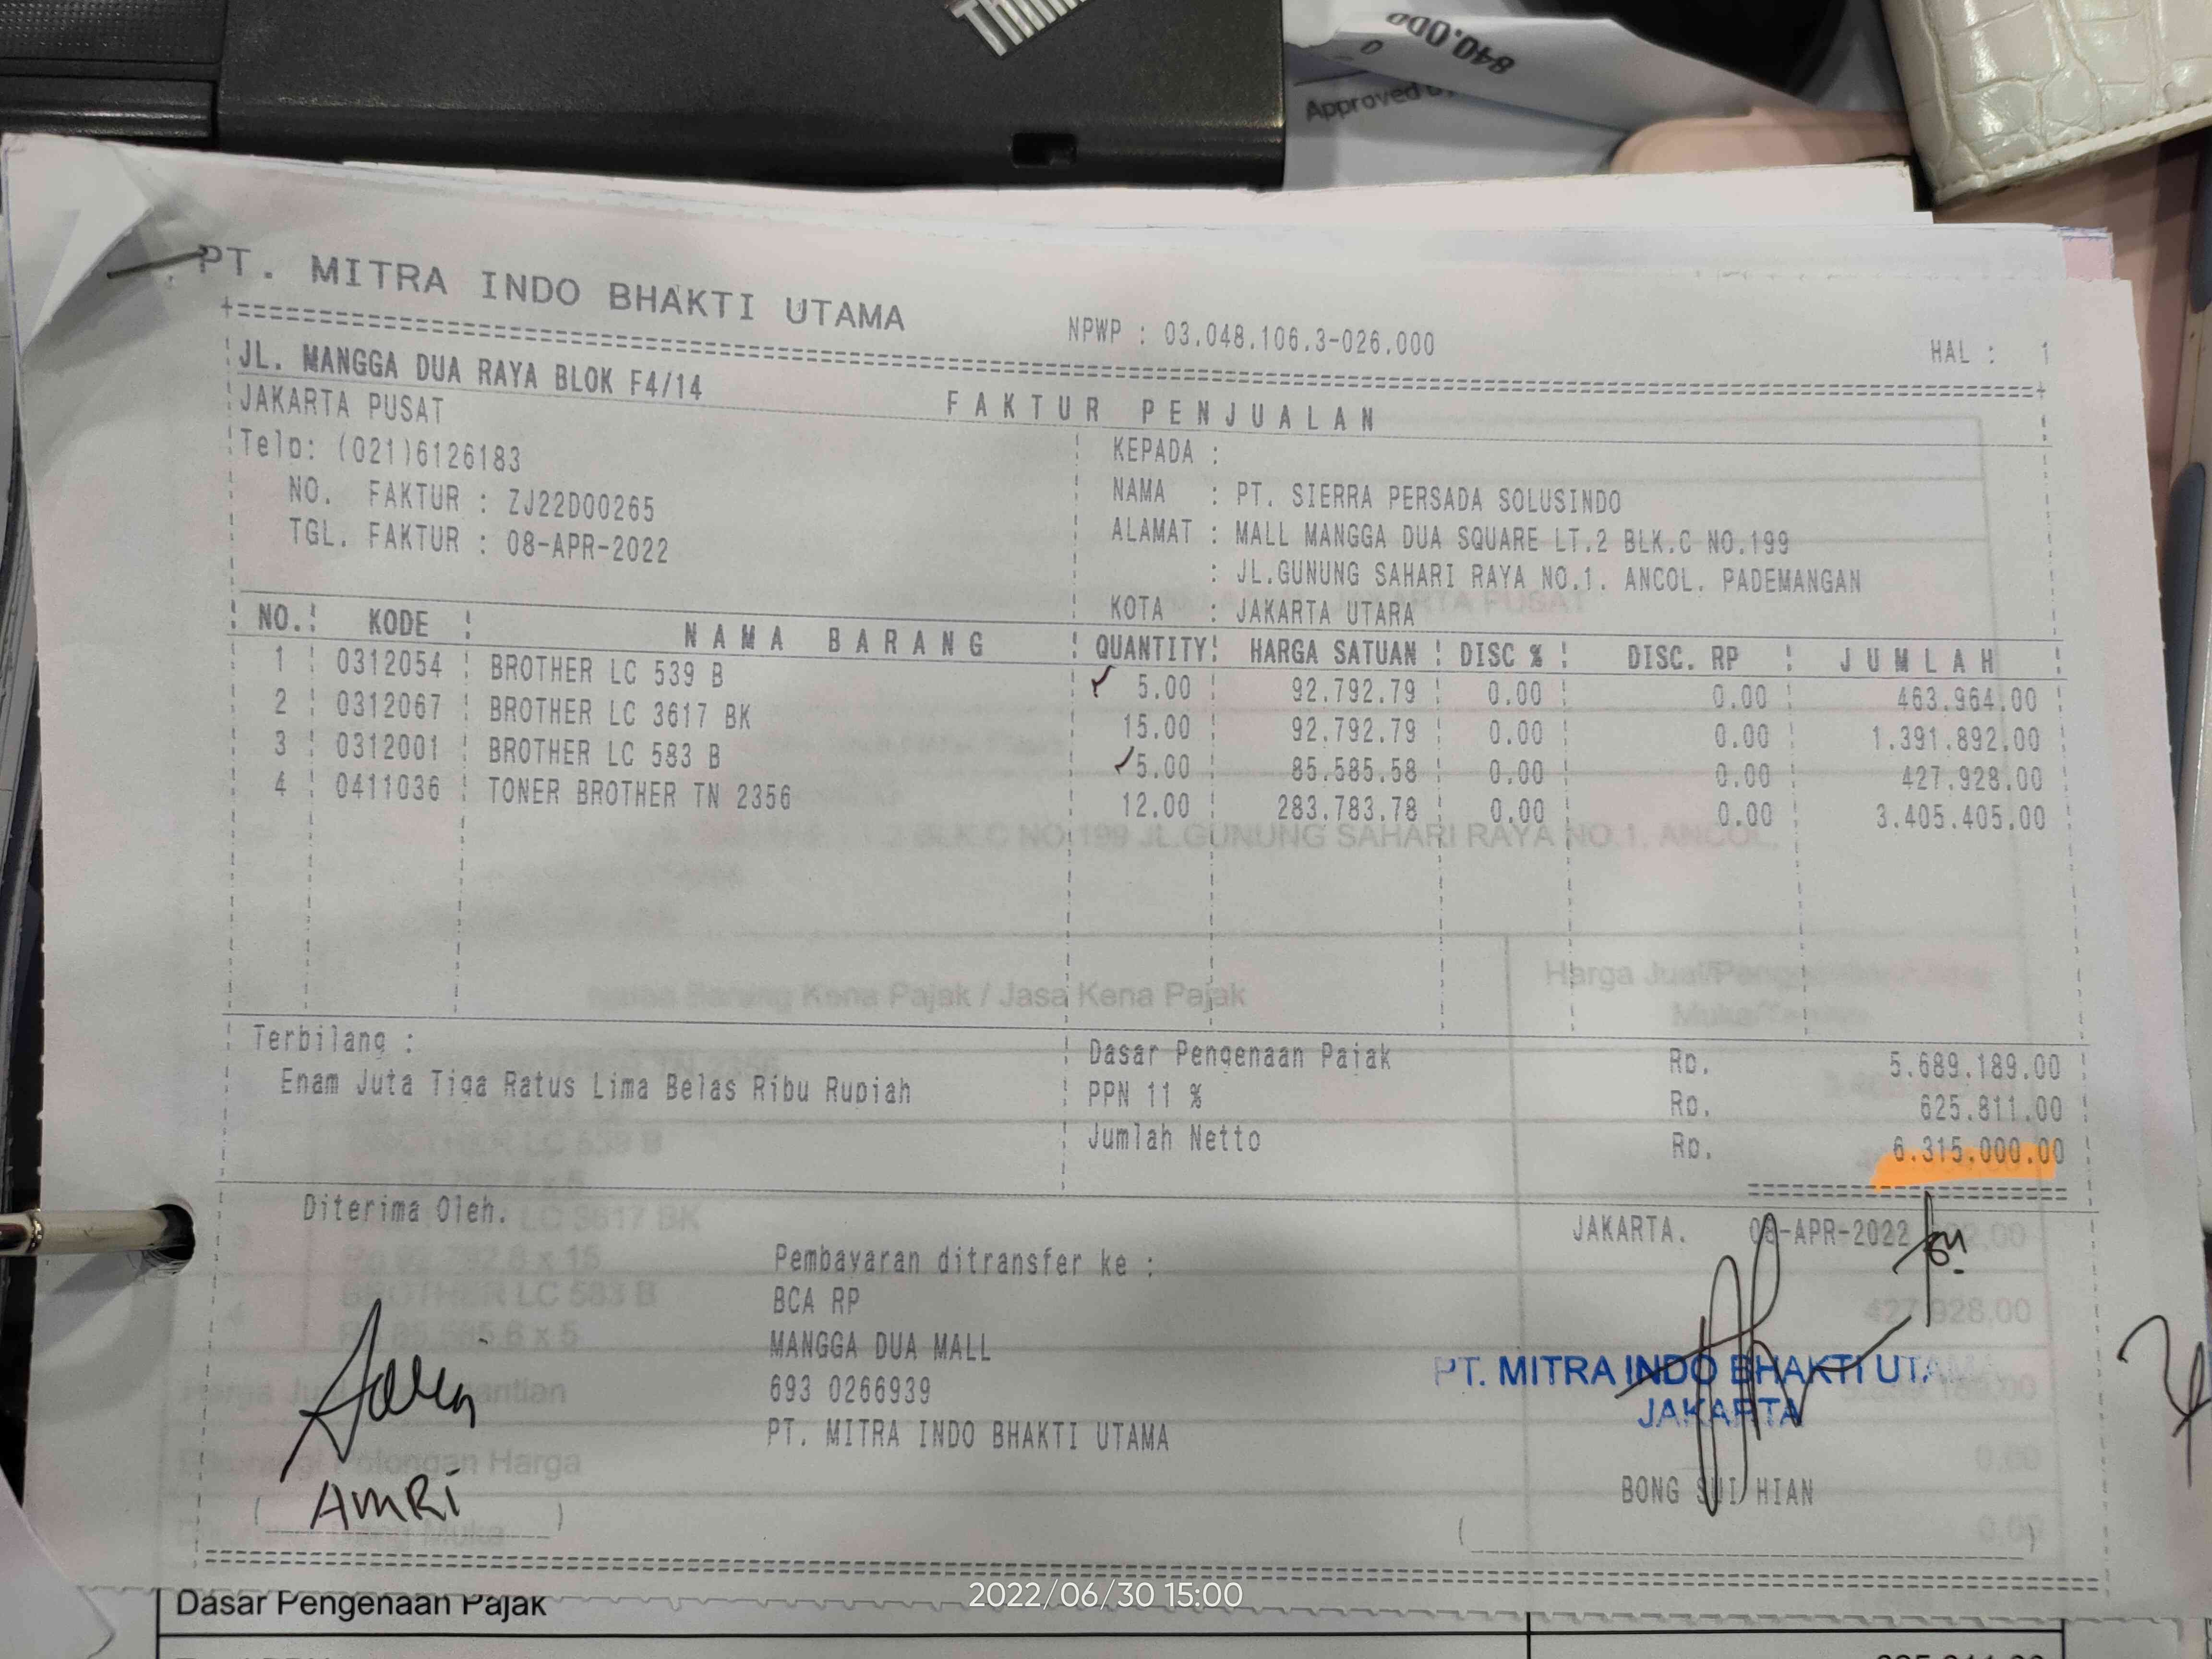 840.000
Approved
PT. MITRA INDO BHAKTI UTAMA
NPWP : 03.048.106.3-026.000
HAL : 1
JL. MANGGA DUA RAYA BLOK F4/14
JAKARTA PUSAT
Telp: (021)6126183
NO. FAKTUR : ZJ22D00265
TGL. FAKTUR : 08-APR-2022
FAKTUR PENJUALAN
KEPADA :
NAMA : PT. SIERRA PERSADA SOLUSINDO
ALAMAT : MALL MANGGA DUA SQUARE LT.2 BLK.C NO.199
: JL.GUNUNG SAHARI RAYA NO.1. ANCOL. PADEMANGAN
KOTA : JAKARTA UTARA
NO. KODE NAMA BARANG QUANTITY HARGA SATUAN DISC % DISC. RP JUMLAH
1 0312054 BROTHER LC 539 B 5.00 92.792.79 0.00 0.00 463.964.00
2 0312067 BROTHER LC 3617 BK 15.00 92.792.79 0.00 0.00 1.391.892.00
3 0312001 BROTHER LC 583 B 5.00 85.585.58 0.00 0.00 427.928.00
4 0411036 TONER BROTHER TN 2356 12.00 283.783.78 0.00 0.00 3.405.405.00
Terbilang :
Enam Juta Tiga Ratus Lima Belas Ribu Rupiah
Dasar Pengenaan Pajak Rp. 5.689.189.00
PPN 11 % Rp. 625.811.00
Jumlah Netto Rp. 6.315.000.00
Diterima Oleh.
AMRI
Pembayaran ditransfer ke :
BCA RP
MANGGA DUA MALL
693 0266939
PT. MITRA INDO BHAKTI UTAMA
JAKARTA. 08-APR-2022
PT. MITRA INDO BHAKTI UTAMA
JAKARTA
BONG SUI HIAN
2022/06/30 15:00
Dasar Pengenaan Pajak